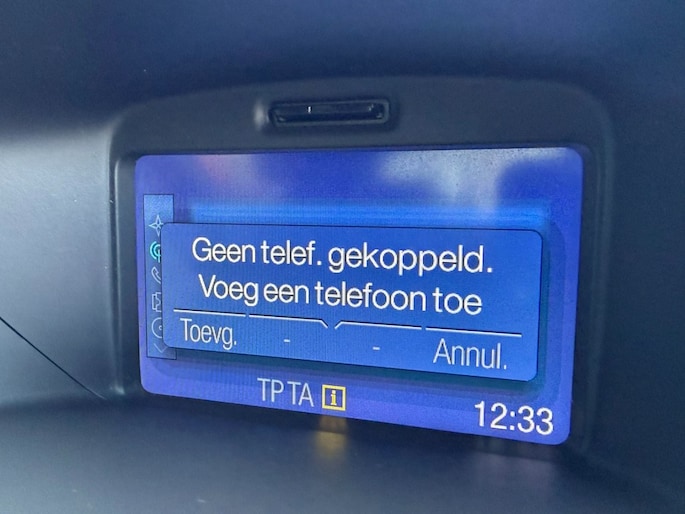 Geen telef. gekoppeld.
Voeg een telefoon toe
Toevg. - - Annul.
TP TA i
12:33